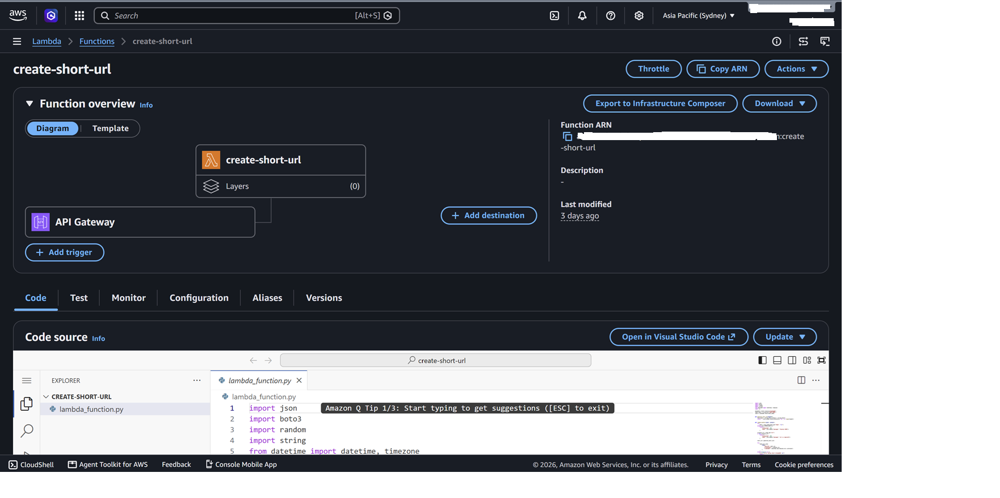 aws
Search [Alt+S]
Asia Pacific (Sydney)
Lambda Functions create-short-url
create-short-url
Throttle Copy ARN Actions
Function overview Info
Export to Infrastructure Composer Download
Diagram Template
create-short-url
Layers (0)
API Gateway
+ Add destination
+ Add trigger
Function ARN
:create
-short-url
Description
-
Last modified
3 days ago
Code Test Monitor Configuration Aliases Versions
Code source Info
Open in Visual Studio Code Update
create-short-url
EXPLORER
CREATE-SHORT-URL
lambda_function.py
lambda_function.py
lambda_function.py
1 import json
Amazon Q Tip 1/3: Start typing to get suggestions ([ESC] to exit)
2 import boto3
3 import random
4 import string
5 from datetime import datetime, timezone
CloudShell Agent Toolkit for AWS Feedback Console Mobile App
© 2026, Amazon Web Services, Inc. or its affiliates. Privacy Terms Cookie preferences